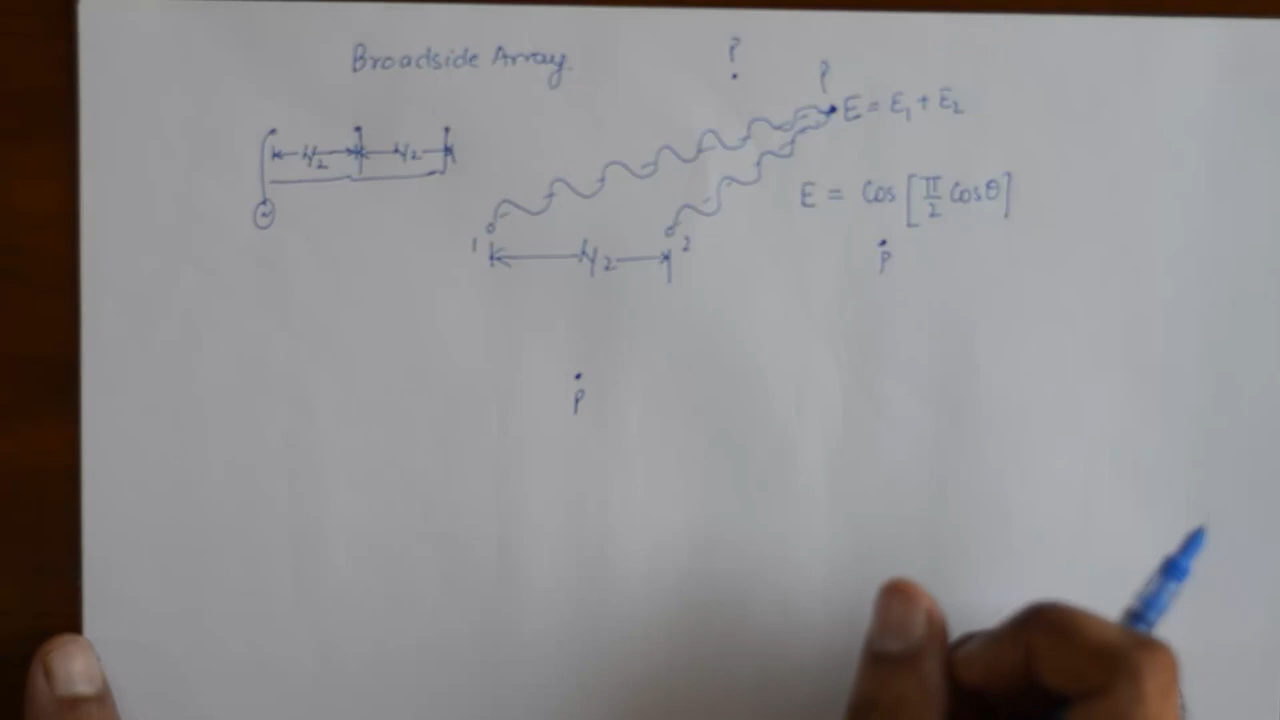 Broadside Array.
P
P
E = E₁ + E₂
λ/2 λ/2
E = Cos [π/2 Cosθ]
1 λ/2 2
P
P